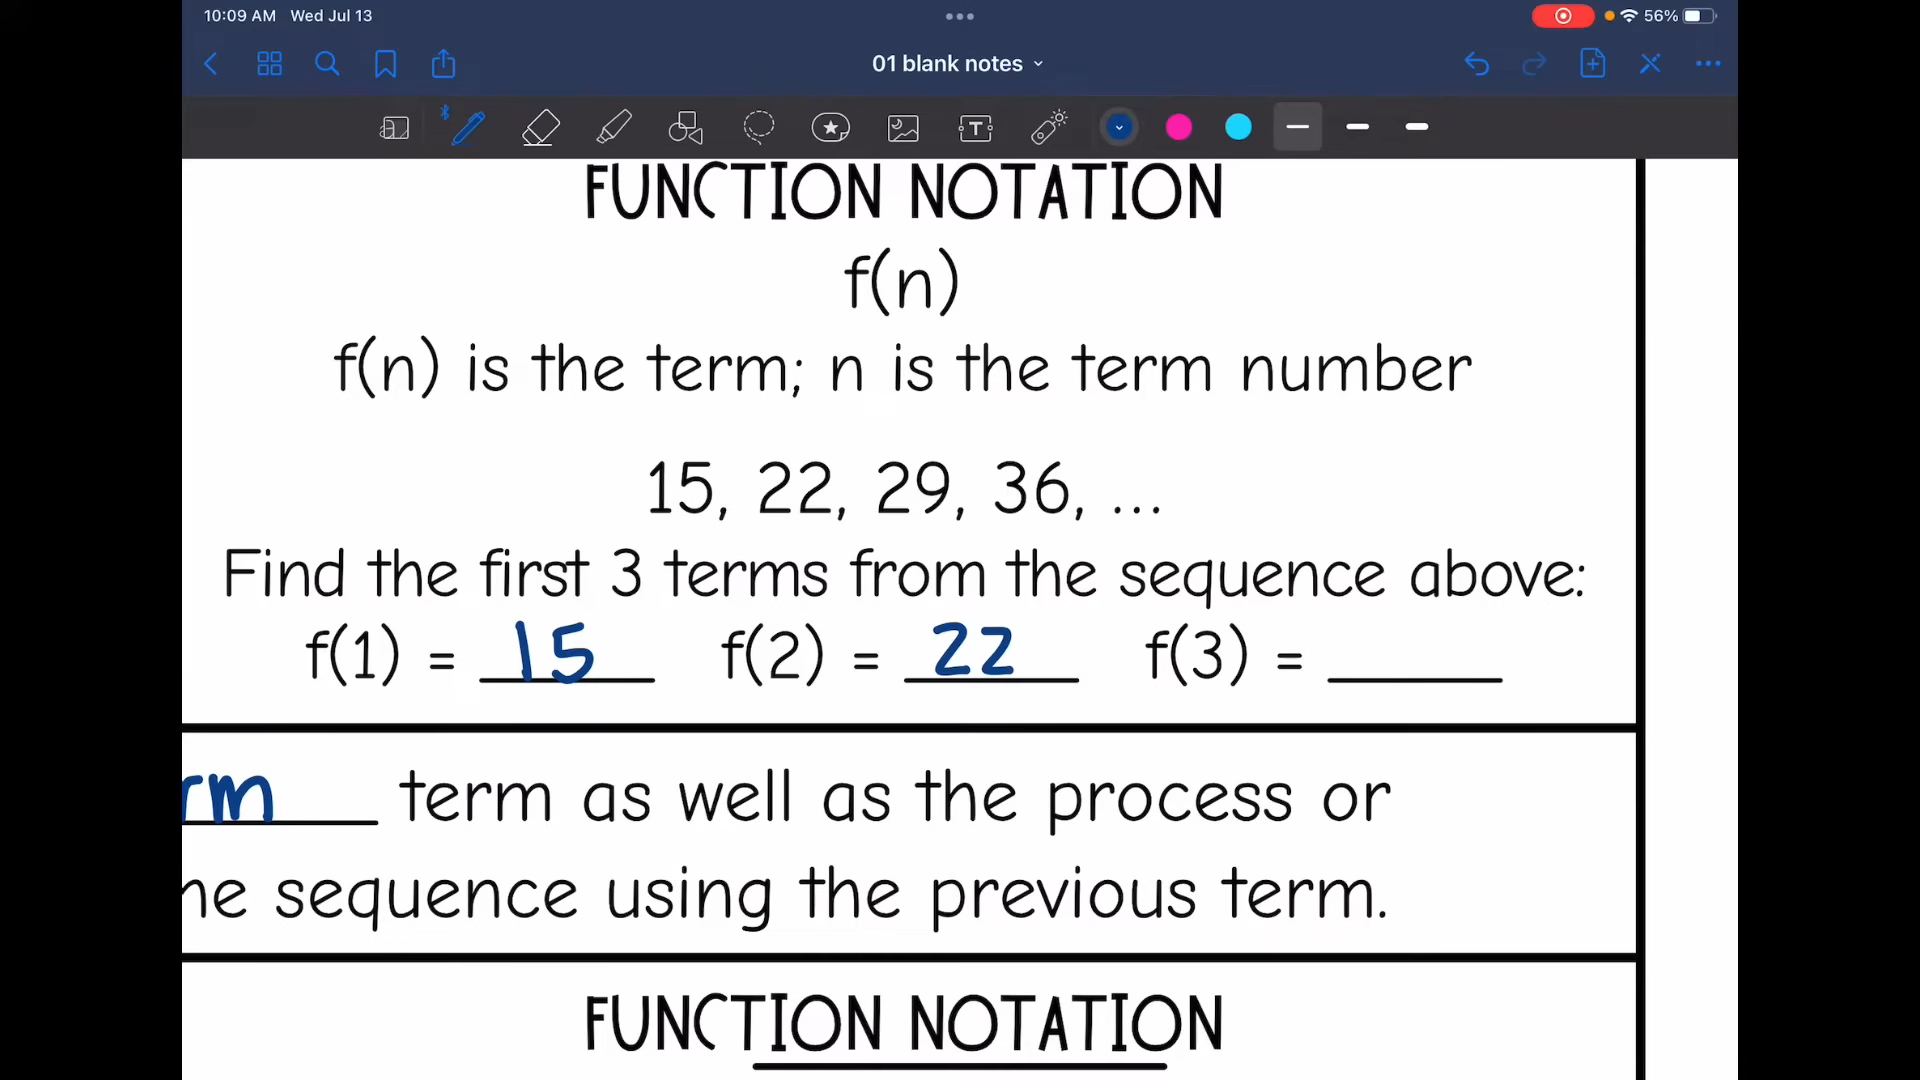 10:09 AM Wed Jul 13
56%
01 blank notes
FUNCTION NOTATION
f(n)
f(n) is the term; n is the term number
15, 22, 29, 36, ...
Find the first 3 terms from the sequence above:
f(1) = 15 f(2) = 22 f(3) = ______
rm term as well as the process or
he sequence using the previous term.
FUNCTION NOTATION